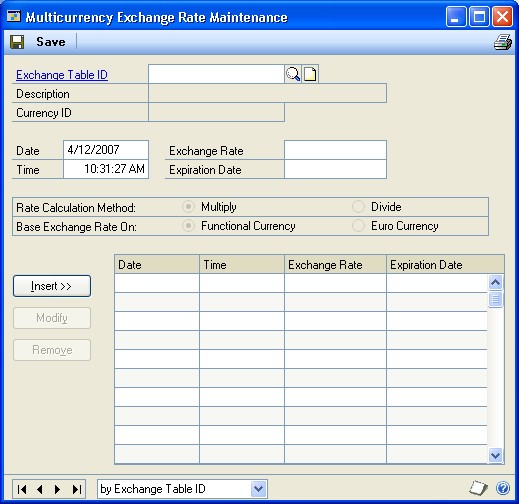 Multicurrency Exchange Rate Maintenance
Save
Exchange Table ID
Description
Currency ID
Date 4/12/2007 Exchange Rate
Time 10:31:27 AM Expiration Date
Rate Calculation Method: Multiply Divide
Base Exchange Rate On: Functional Currency Euro Currency
Date Time Exchange Rate Expiration Date
Insert >>
Modify
Remove
by Exchange Table ID